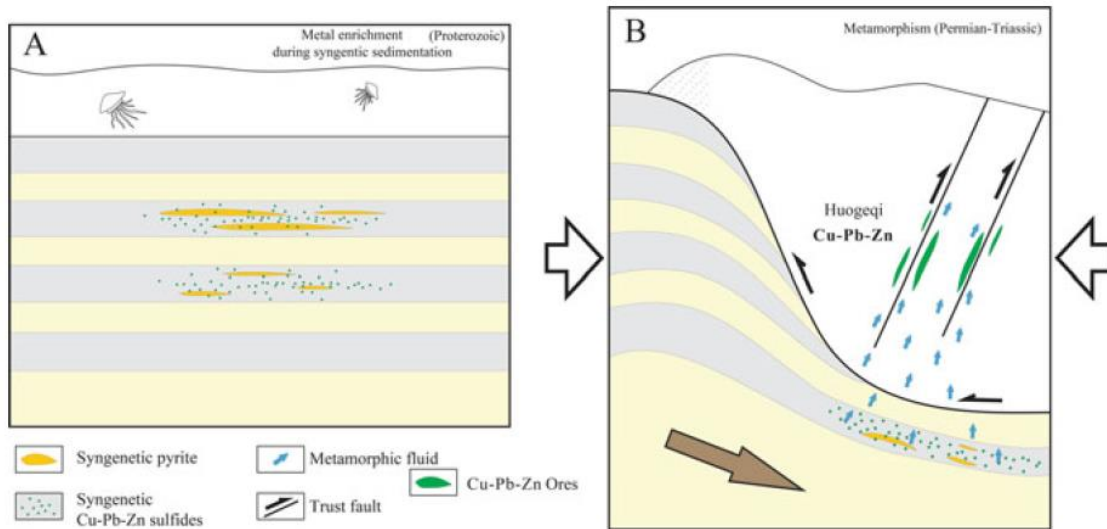 A
Metal enrichment (Proterozoic)
during syngentic sedimentation
B
Metamorphism (Permian-Triassic)
Huogeqi
Cu-Pb-Zn
Syngenetic pyrite
Metamorphic fluid
Cu-Pb-Zn Ores
Syngenetic
Cu-Pb-Zn sulfides
Trust fault